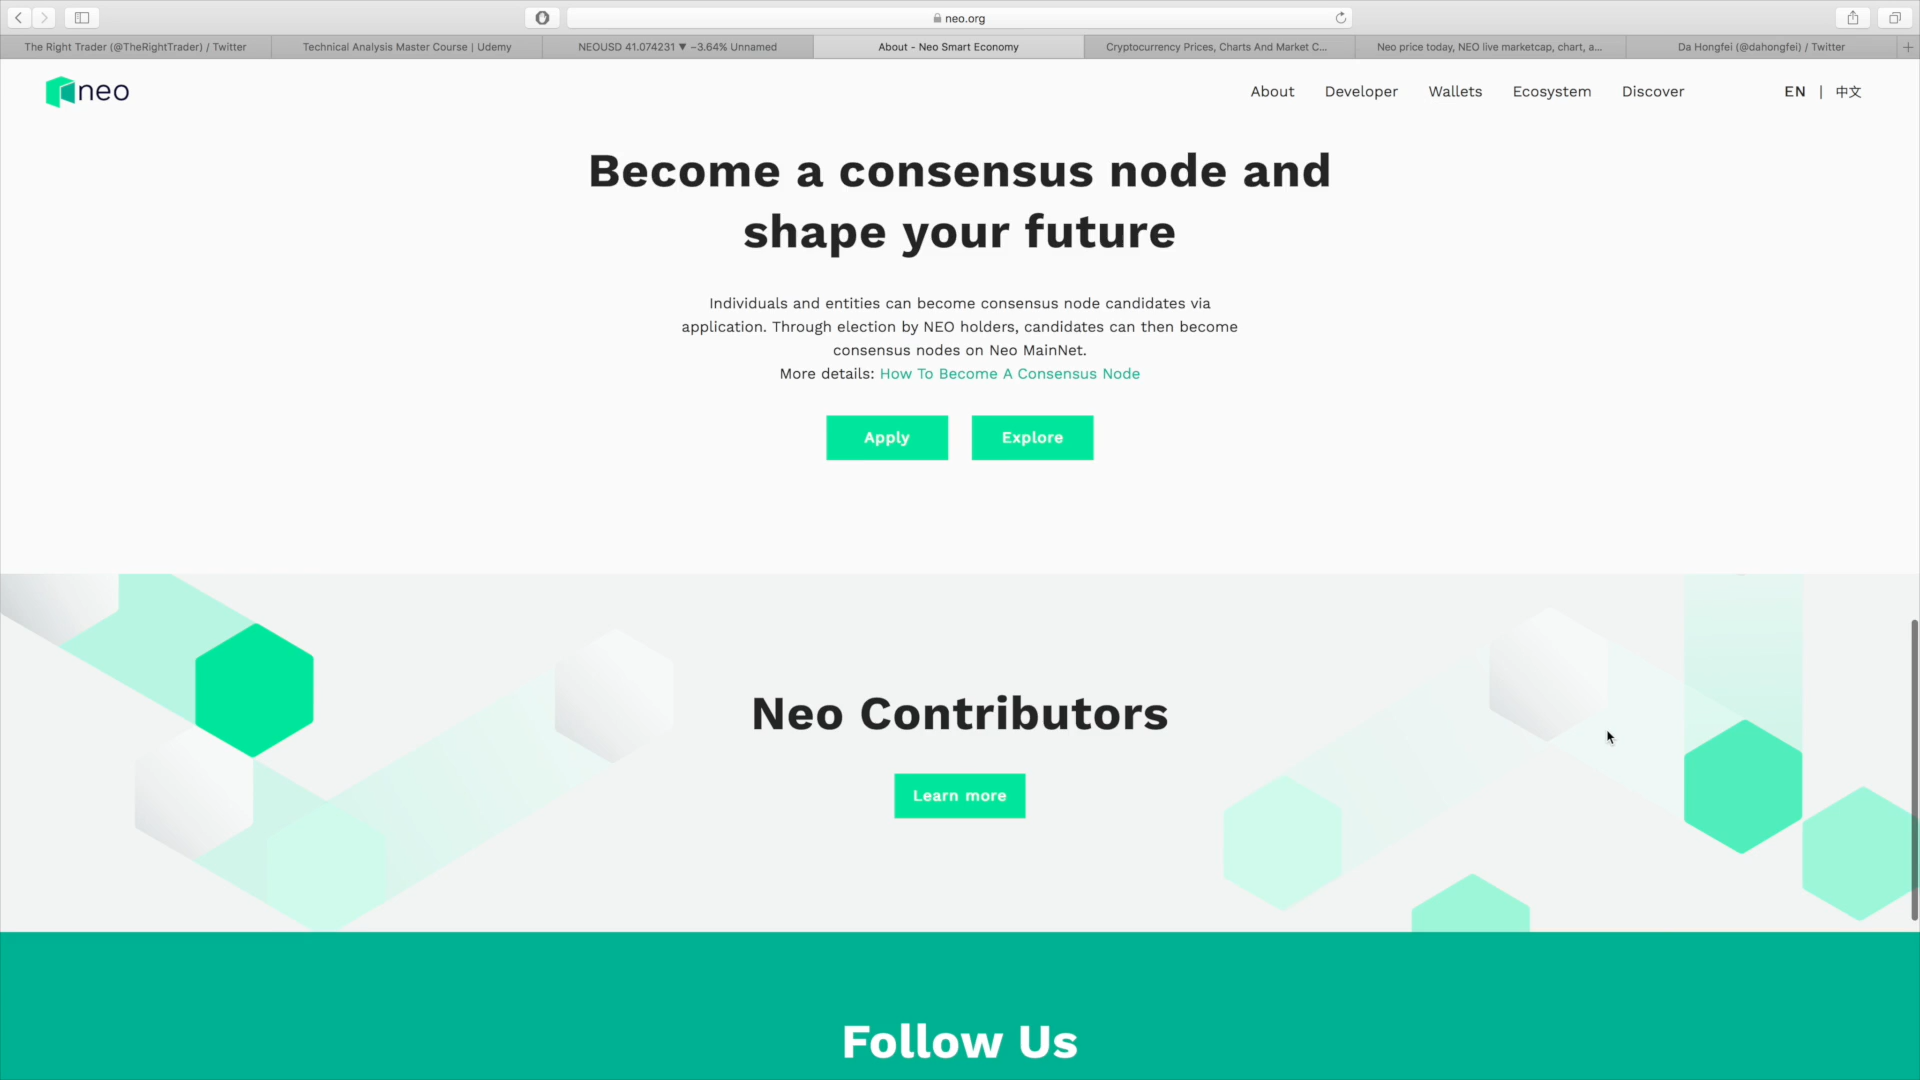 neo.org
The Right Trader (@TheRightTrader) / Twitter
Technical Analysis Master Course | Udemy
NEOUSD 41.074231 ▼ −3.64% Unnamed
About - Neo Smart Economy
Cryptocurrency Prices, Charts And Market C...
Neo price today, NEO live marketcap, chart, a...
Da Hongfei (@dahongfei) / Twitter
neo
About
Developer
Wallets
Ecosystem
Discover
EN | 中文
Become a consensus node and
shape your future
Individuals and entities can become consensus node candidates via
application. Through election by NEO holders, candidates can then become
consensus nodes on Neo MainNet.
More details: How To Become A Consensus Node
Apply
Explore
Neo Contributors
Learn more
Follow Us